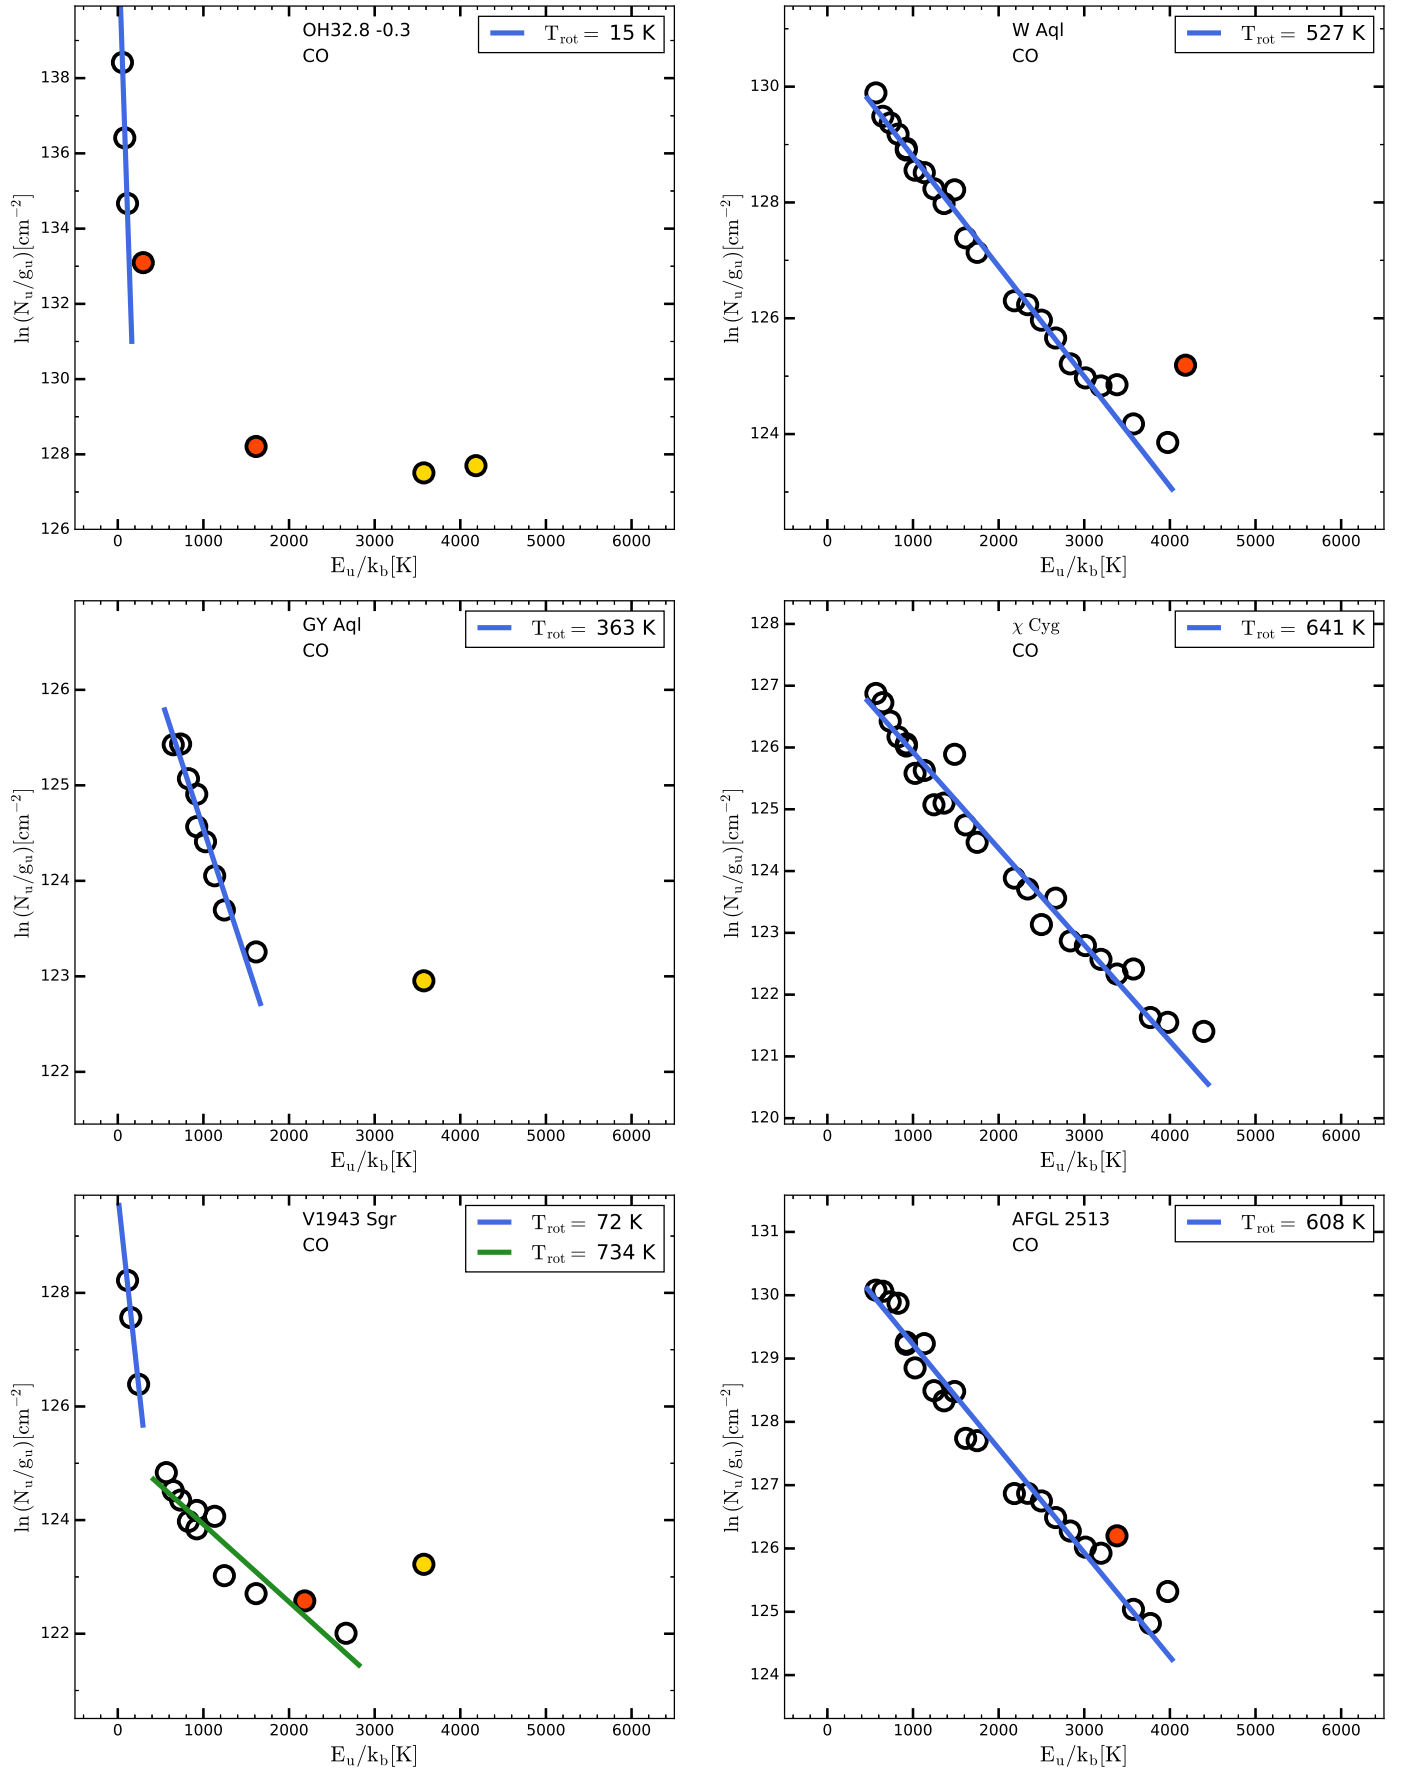 OH32.8 -0.3
CO
T_rot = 15 K
138
136
134
132
130
128
126
ln (N_u/g_u)[cm^−2]
0 1000 2000 3000 4000 5000 6000
E_u/k_b[K]
W Aql
CO
T_rot = 527 K
130
128
126
124
ln (N_u/g_u)[cm^−2]
0 1000 2000 3000 4000 5000 6000
E_u/k_b[K]
GY Aql
CO
T_rot = 363 K
126
125
124
123
122
ln (N_u/g_u)[cm^−2]
0 1000 2000 3000 4000 5000 6000
E_u/k_b[K]
χ Cyg
CO
T_rot = 641 K
128
127
126
125
124
123
122
121
120
ln (N_u/g_u)[cm^−2]
0 1000 2000 3000 4000 5000 6000
E_u/k_b[K]
V1943 Sgr
CO
T_rot = 72 K
T_rot = 734 K
128
126
124
122
ln (N_u/g_u)[cm^−2]
0 1000 2000 3000 4000 5000 6000
E_u/k_b[K]
AFGL 2513
CO
T_rot = 608 K
131
130
129
128
127
126
125
124
ln (N_u/g_u)[cm^−2]
0 1000 2000 3000 4000 5000 6000
E_u/k_b[K]